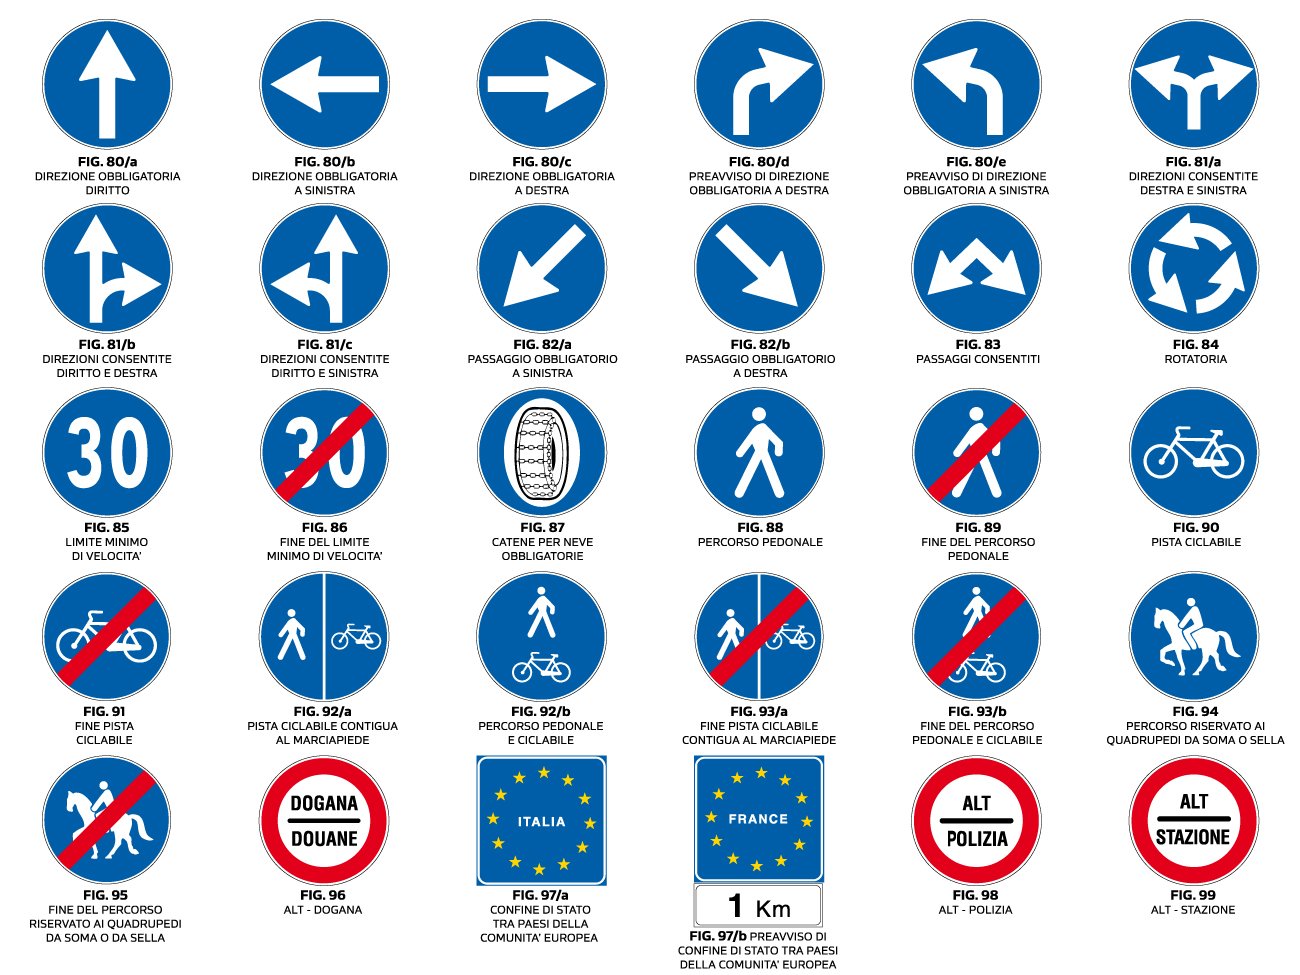 FIG. 80/a
DIREZIONE OBBLIGATORIA
DIRITTO
FIG. 80/b
DIREZIONE OBBLIGATORIA
A SINISTRA
FIG. 80/c
DIREZIONE OBBLIGATORIA
A DESTRA
FIG. 80/d
PREAVVISO DI DIREZIONE
OBBLIGATORIA A DESTRA
FIG. 80/e
PREAVVISO DI DIREZIONE
OBBLIGATORIA A SINISTRA
FIG. 81/a
DIREZIONI CONSENTITE
DESTRA E SINISTRA
FIG. 81/b
DIREZIONI CONSENTITE
DIRITTO E DESTRA
FIG. 81/c
DIREZIONI CONSENTITE
DIRITTO E SINISTRA
FIG. 82/a
PASSAGGIO OBBLIGATORIO
A SINISTRA
FIG. 82/b
PASSAGGIO OBBLIGATORIO
A DESTRA
FIG. 83
PASSAGGI CONSENTITI
FIG. 84
ROTATORIA
30
FIG. 85
LIMITE MINIMO
DI VELOCITA’
30
FIG. 86
FINE DEL LIMITE
MINIMO DI VELOCITA’
FIG. 87
CATENE PER NEVE
OBBLIGATORIE
FIG. 88
PERCORSO PEDONALE
FIG. 89
FINE DEL PERCORSO
PEDONALE
FIG. 90
PISTA CICLABILE
FIG. 91
FINE PISTA
CICLABILE
FIG. 92/a
PISTA CICLABILE CONTIGUA
AL MARCIAPIEDE
FIG. 92/b
PERCORSO PEDONALE
E CICLABILE
FIG. 93/a
FINE PISTA CICLABILE
CONTIGUA AL MARCIAPIEDE
FIG. 93/b
FINE DEL PERCORSO
PEDONALE E CICLABILE
FIG. 94
PERCORSO RISERVATO AI
QUADRUPEDI DA SOMA O SELLA
FIG. 95
FINE DEL PERCORSO
RISERVATO AI QUADRUPEDI
DA SOMA O DA SELLA
DOGANA
DOUANE
FIG. 96
ALT - DOGANA
ITALIA
FIG. 97/a
CONFINE DI STATO
TRA PAESI DELLA
COMUNITA’ EUROPEA
FRANCE
1 Km
FIG. 97/b PREAVVISO DI
CONFINE DI STATO TRA PAESI
DELLA COMUNITA’ EUROPEA
ALT
POLIZIA
FIG. 98
ALT - POLIZIA
ALT
STAZIONE
FIG. 99
ALT - STAZIONE